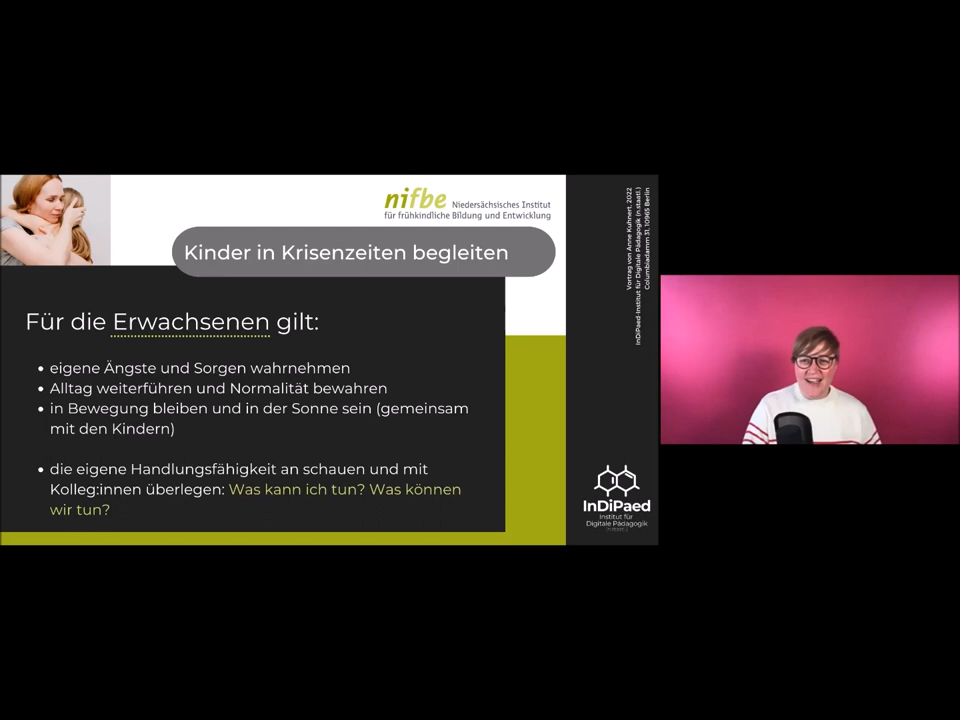 nifbe Niedersächsisches Institut
für frühkindliche Bildung und Entwicklung
Kinder in Krisenzeiten begleiten
Für die Erwachsenen gilt:
• eigene Ängste und Sorgen wahrnehmen
• Alltag weiterführen und Normalität bewahren
• in Bewegung bleiben und in der Sonne sein (gemeinsam
mit den Kindern)
• die eigene Handlungsfähigkeit an schauen und mit
Kolleg:innen überlegen: Was kann ich tun? Was können
wir tun?
Vortrag von Anne Kuhnert, 2022
InDiPaed-Institut für Digitale Pädagogik (n.staatl.)
Columbiadamm 31, 10965 Berlin
InDiPaed
Institut für
Digitale Pädagogik